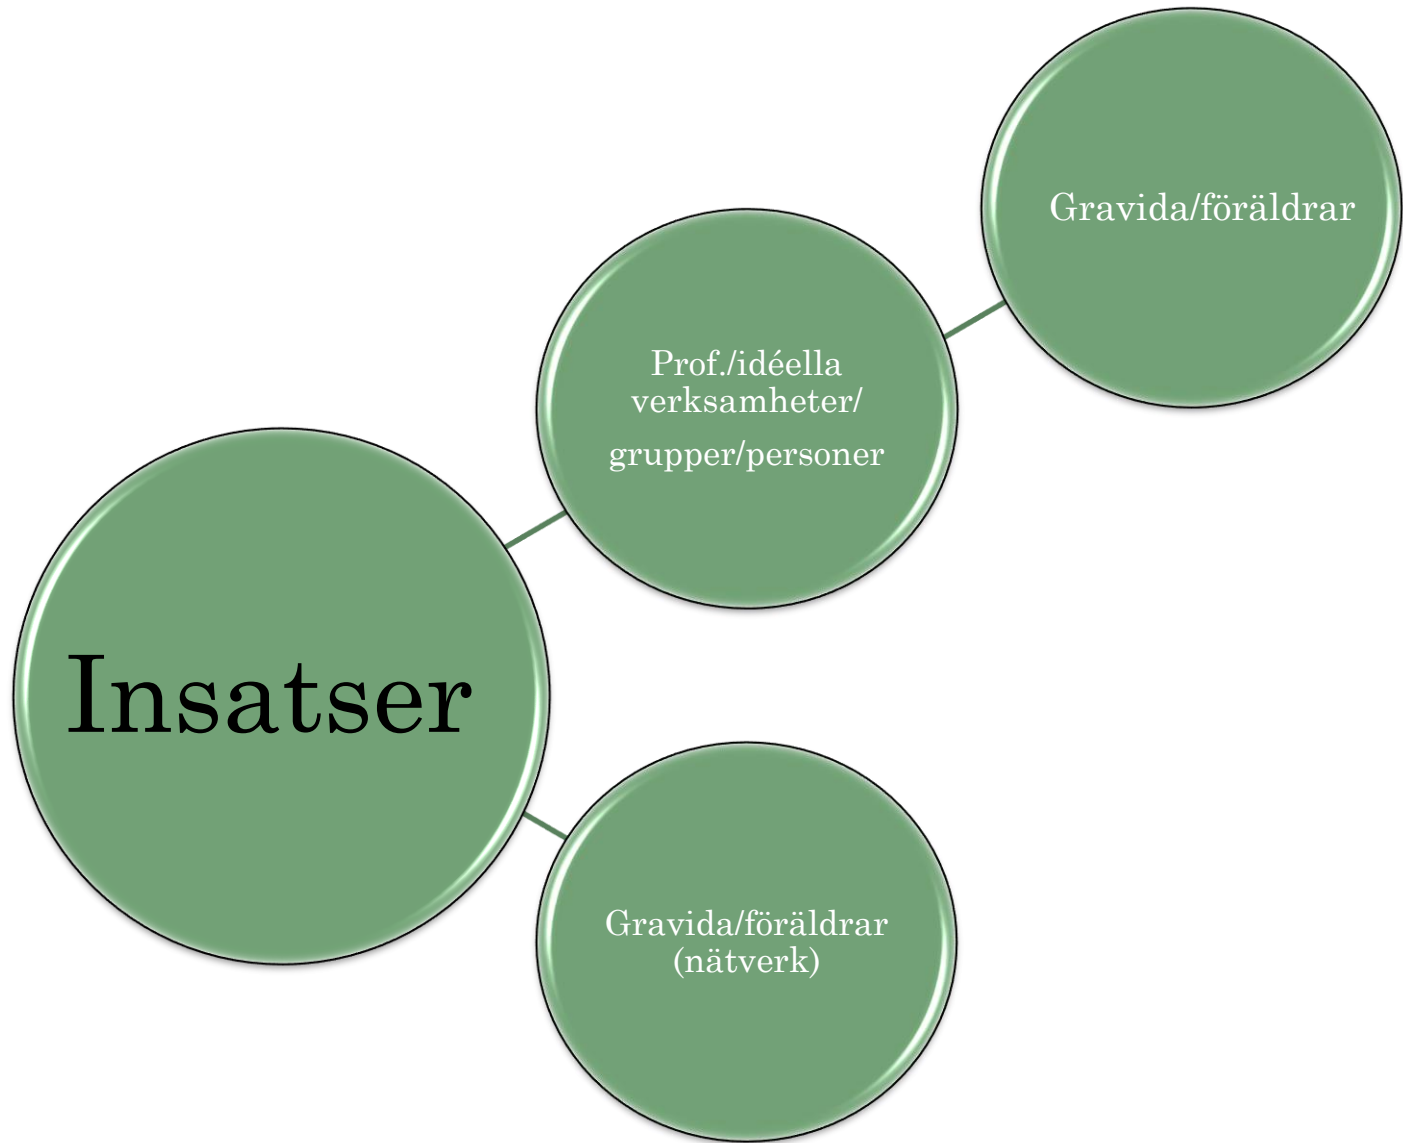 Gravida/föräldrar
Prof./idéella
verksamheter/
grupper/personer
Insatser
Gravida/föräldrar
(nätverk)